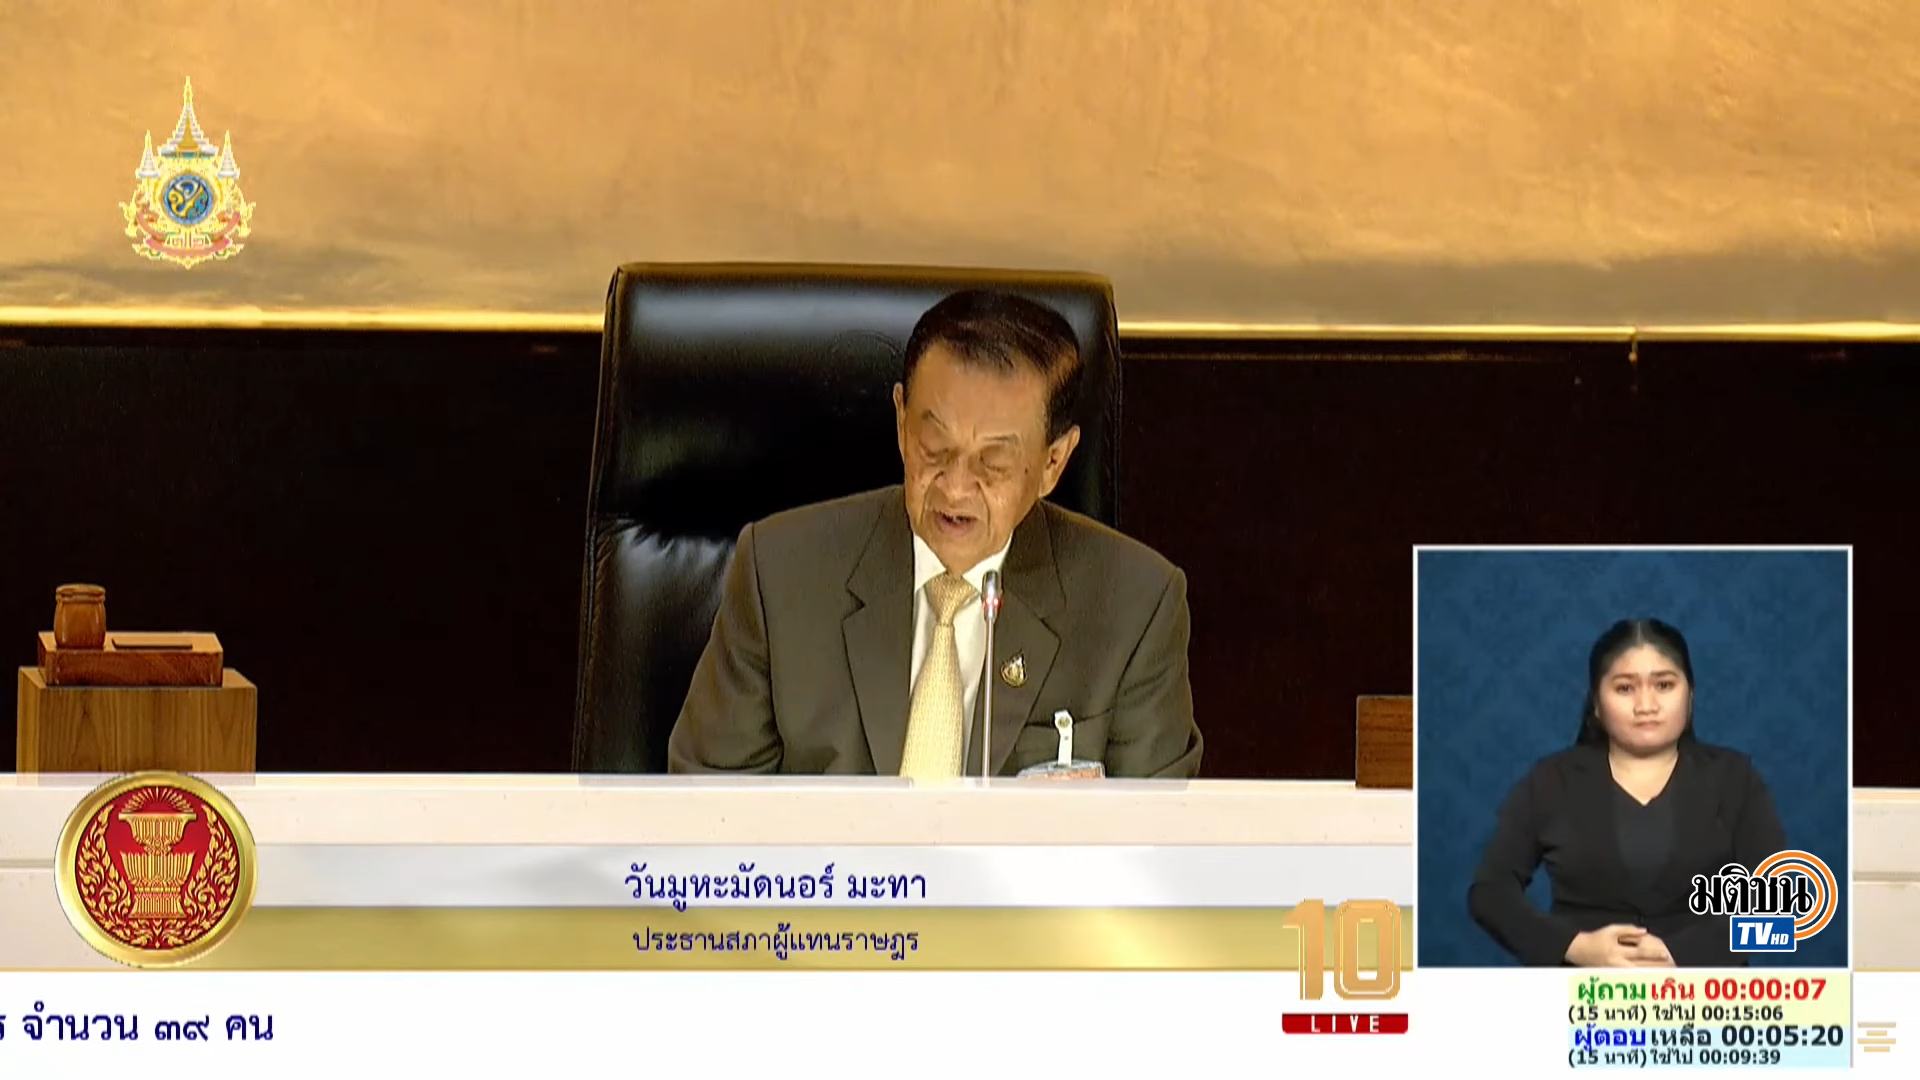 วันมูหะมัดนอร์ มะทา
ประธานสภาผู้แทนราษฎร
10
LIVE
มติชน
TV HD
ผู้ถามเกิน 00:00:07
(15 นาที) ใช้ไป 00:15:06
ผู้ตอบเหลือ 00:05:20
(15 นาที) ใช้ไป 00:09:39
ร จำนวน ๓๙ คน